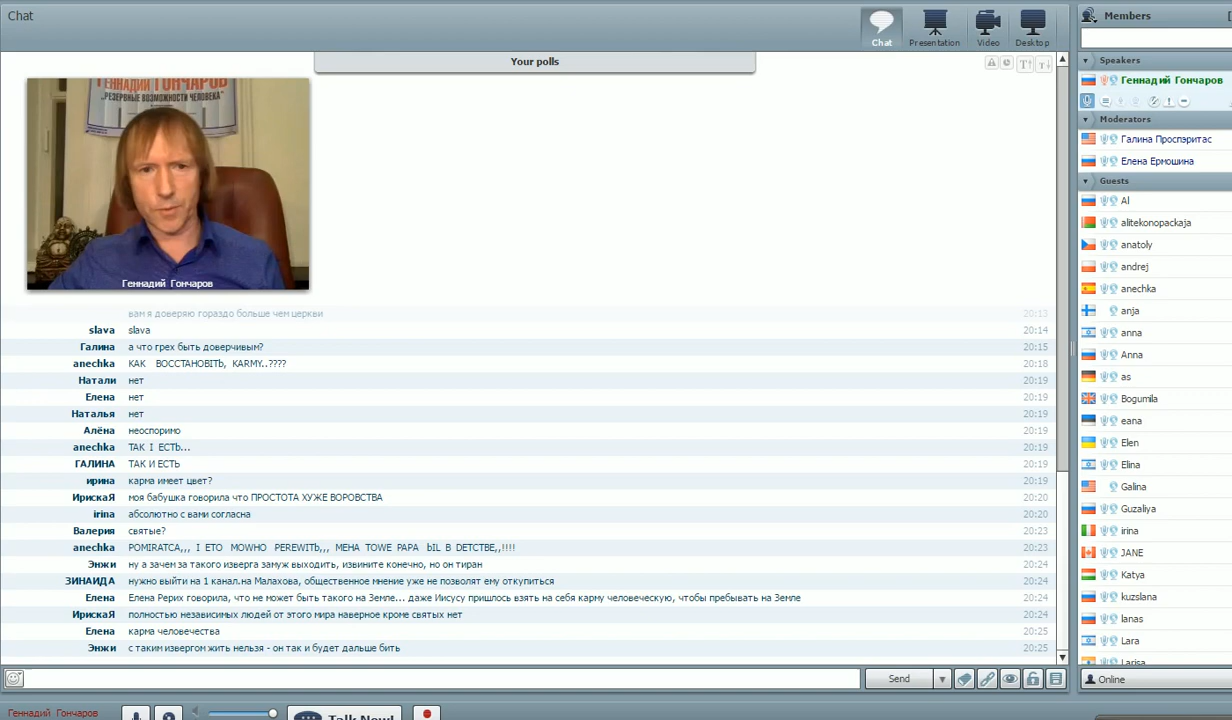 Chat
Chat
Presentation
Video
Desktop
Your polls
ГЕННАДИЙ ГОНЧАРОВ
"РЕЗЕРВНЫЕ ВОЗМОЖНОСТИ ЧЕЛОВЕКА"
Геннадий Гончаров
вам я доверяю гораздо больше чем церкви 20:13
slava slava 20:14
Галина а что грех быть доверчивым? 20:15
anechka КАК ВОССТАНОВІТЬ, KARMY..???? 20:18
Натали нет 20:19
Елена нет 20:19
Наталья нет 20:19
Алёна неоспоримо 20:19
anechka ТАК I ЕСТЬ... 20:19
ГАЛИНА ТАК И ЕСТЬ 20:19
ирина карма имеет цвет? 20:19
ИрискаЯ моя бабушка говорила что ПРОСТОТА ХУЖЕ ВОРОВСТВА 20:20
irina абсолютно с вами согласна 20:20
Валерия святые? 20:23
anechka POMIRATCA,,, I ETO MOWHO PEREWITb,,, MEHA TOWE PAPA bIL B DETCTBE,,!!!! 20:23
Энжи ну а зачем за такого изверга замуж выходить, извините конечно, но он тиран 20:24
ЗИНАИДА нужно выйти на 1 канал.на Малахова, общественное мнение уже не позволят ему откупиться 20:24
Елена Елена Рерих говорила, что не может быть такого на Земле... даже Иисусу пришлось взять на себя карму человеческую, чтобы пребывать на Земле 20:24
ИрискаЯ полностью независимых людей от этого мира наверное кроме святых нет 20:24
Елена карма человечества 20:25
Энжи с таким извергом жить нельзя - он так и будет дальше бить 20:25
Send
Геннадий Гончаров
Talk Now!
Members
Speakers
Геннадий Гончаров
Moderators
Галина Проспэритас
Елена Ермошина
Guests
Al
alitekonopackaja
anatoly
andrej
anechka
anja
anna
Anna
as
Bogumila
eana
Elen
Elina
Galina
Guzaliya
irina
JANE
Katya
kuzslana
lanas
Lara
Larisa
Online